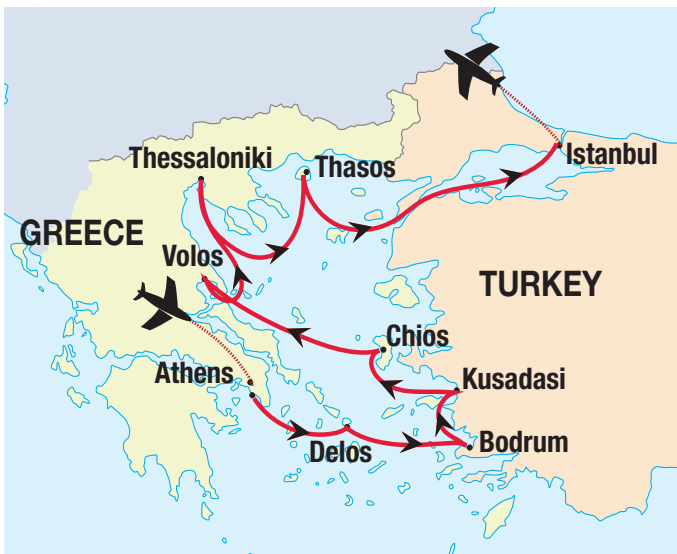 Thessaloniki
Thasos
Istanbul
GREECE
Volos
TURKEY
Chios
Athens
Kusadasi
Delos
Bodrum